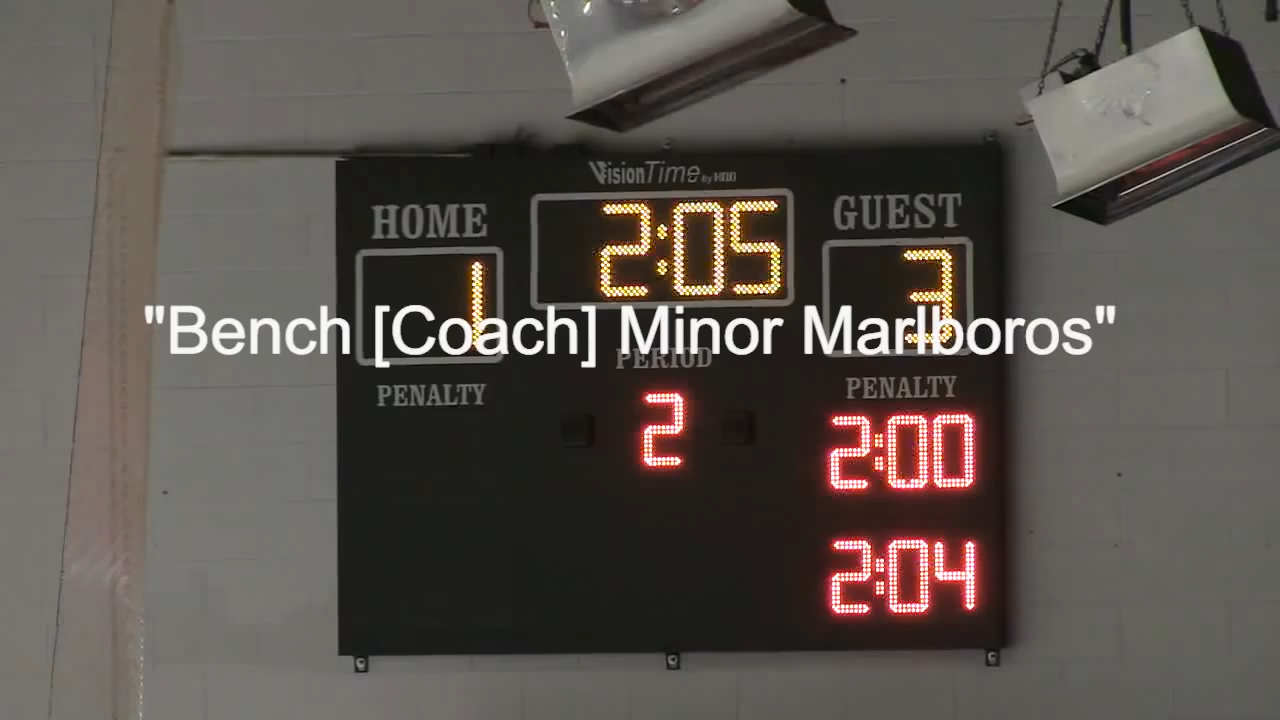 VisionTime
HOME 2:05 GUEST
1 3
"Bench [Coach] Minor Marlboros"
PERIOD
PENALTY 2 PENALTY
2:00
2:04